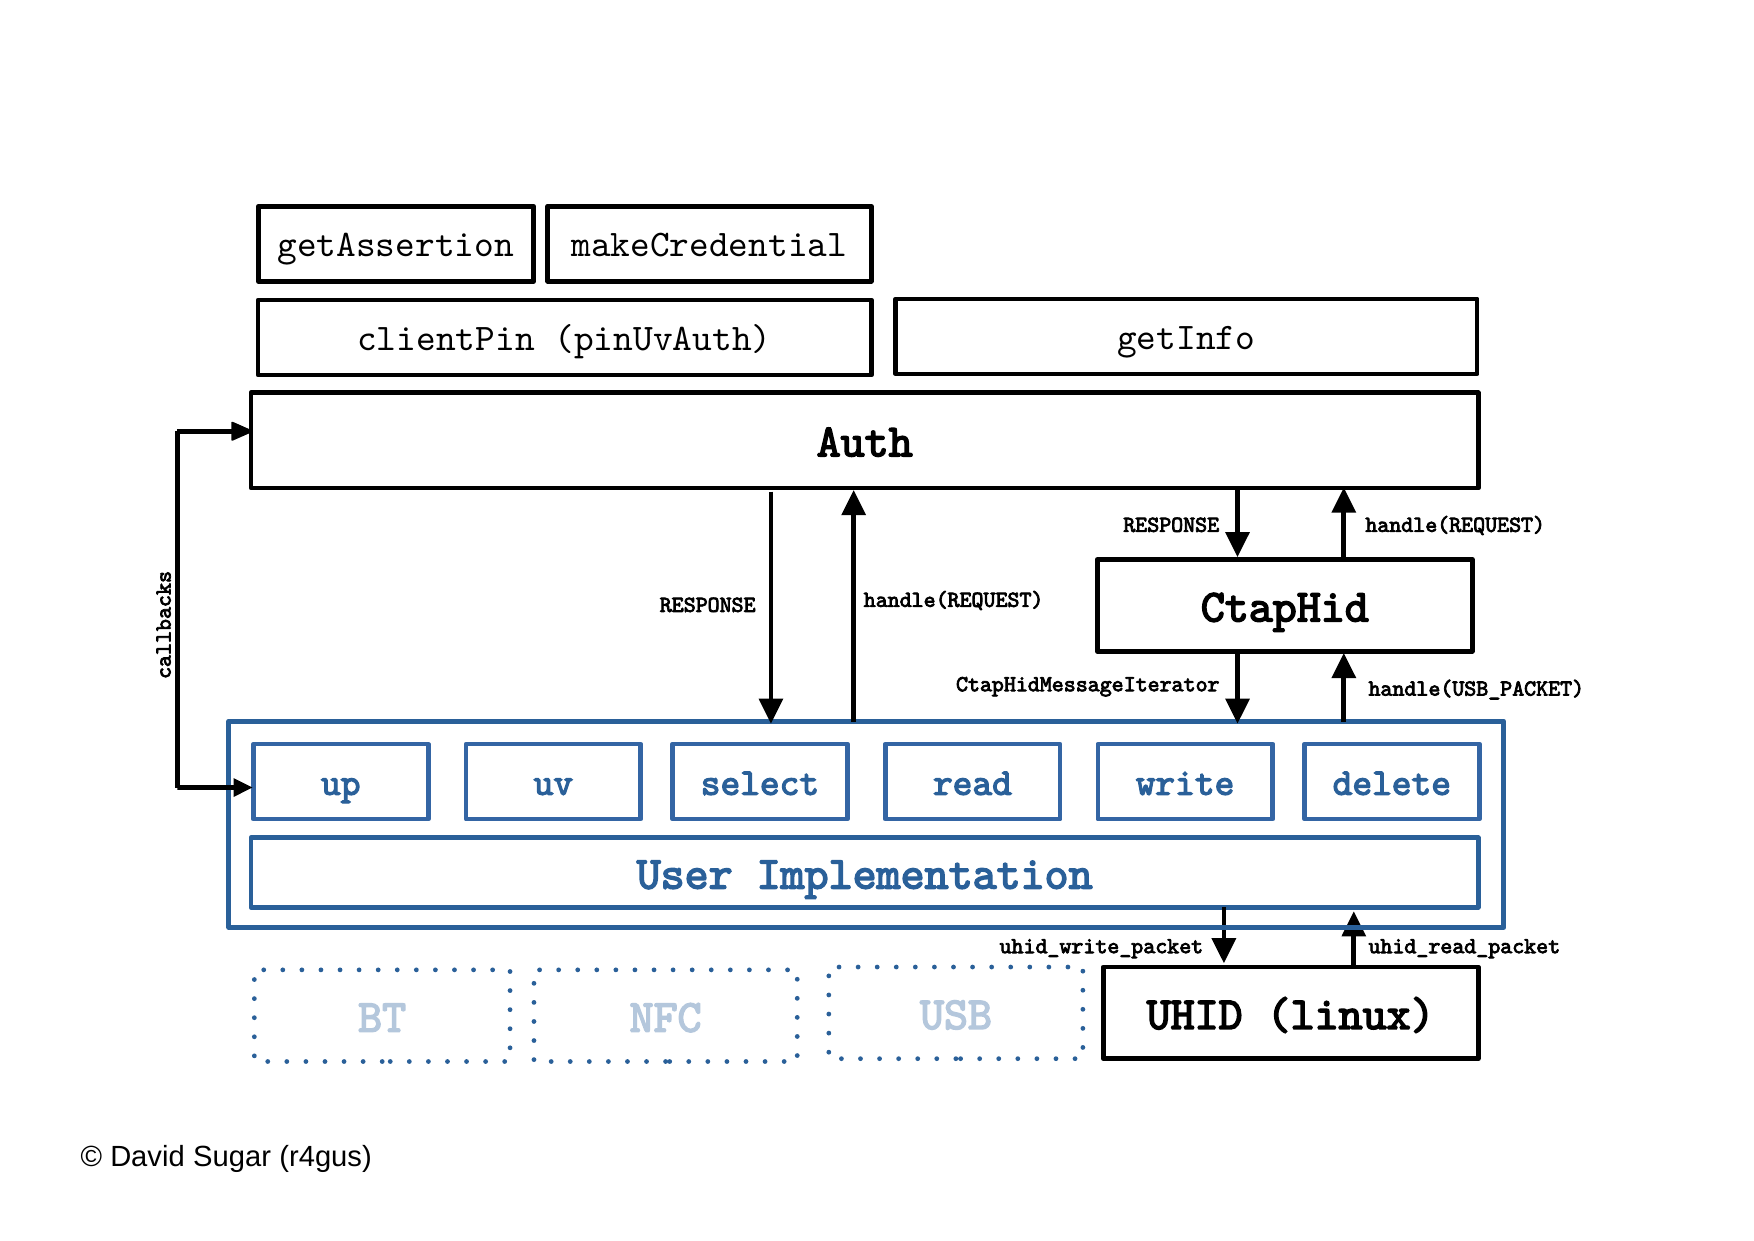 getAssertion
makeCredential
clientPin (pinUvAuth)
getInfo
Auth
callbacks
RESPONSE
handle(REQUEST)
RESPONSE
handle(REQUEST)
CtapHid
CtapHidMessageIterator
handle(USB_PACKET)
up
uv
select
read
write
delete
User Implementation
uhid_write_packet
uhid_read_packet
BT
NFC
USB
UHID (linux)
© David Sugar (r4gus)